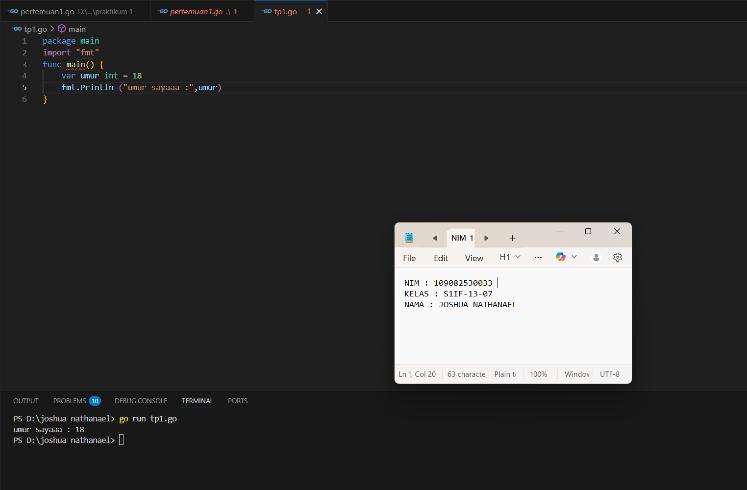 pertemuan1.go D:\...\praktikum 1
pertemuan1.go .\ 1
tp1.go 1
tp1.go > main
1 package main
2 import "fmt"
3 func main() {
4 var umur int = 18
5 fmt.Println ("umur sayaaa :",umur)
6 }
NIM 1
File Edit View H1
NIM : 109082530033
KELAS : S1IF-13-07
NAMA : JOSHUA NATHANAEL
Ln 1, Col 20 63 characte Plain t 100% Window UTF-8
OUTPUT PROBLEMS 10 DEBUG CONSOLE TERMINAL PORTS
PS D:\joshua nathanael> go run tp1.go
umur sayaaa : 18
PS D:\joshua nathanael>